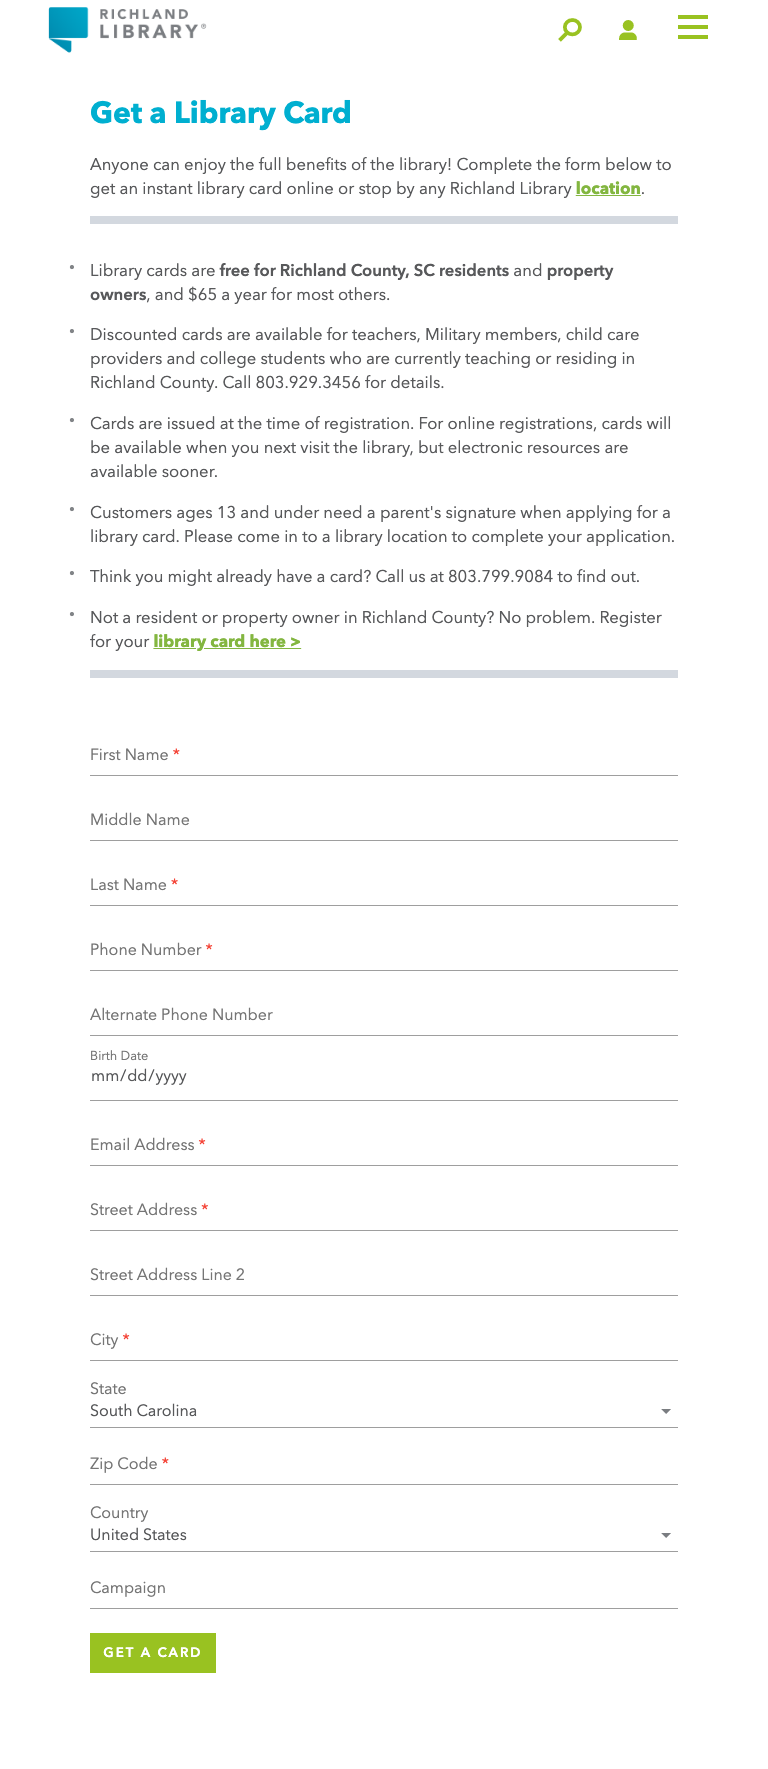 RICHLAND
LIBRARY®
Get a Library Card
Anyone can enjoy the full benefits of the library! Complete the form below to
get an instant library card online or stop by any Richland Library location.
• Library cards are free for Richland County, SC residents and property
owners, and $65 a year for most others.
• Discounted cards are available for teachers, Military members, child care
providers and college students who are currently teaching or residing in
Richland County. Call 803.929.3456 for details.
• Cards are issued at the time of registration. For online registrations, cards will
be available when you next visit the library, but electronic resources are
available sooner.
• Customers ages 13 and under need a parent's signature when applying for a
library card. Please come in to a library location to complete your application.
• Think you might already have a card? Call us at 803.799.9084 to find out.
• Not a resident or property owner in Richland County? No problem. Register
for your library card here >
First Name *
Middle Name
Last Name *
Phone Number *
Alternate Phone Number
Birth Date
mm/dd/yyyy
Email Address *
Street Address *
Street Address Line 2
City *
State
South Carolina
Zip Code *
Country
United States
Campaign
GET A CARD